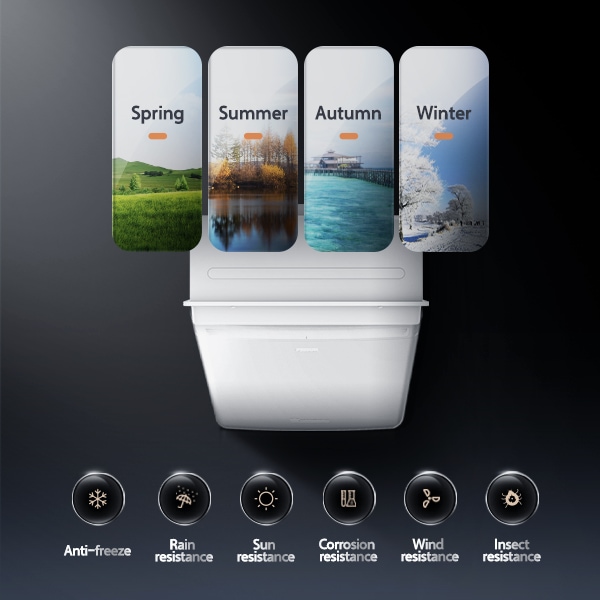 Spring Summer Autumn Winter
Anti-freeze
Rain
resistance
Sun
resistance
Corrosion
resistance
Wind
resistance
Insect
resistance